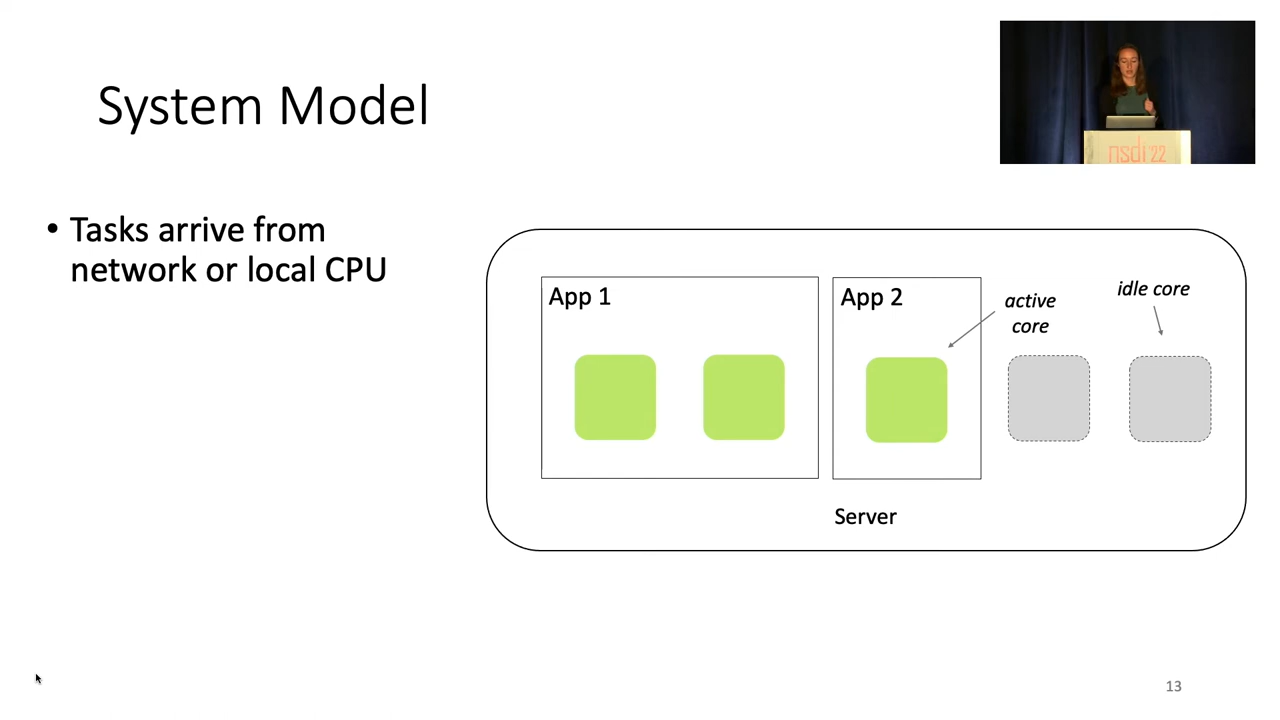 System Model
nsdi '22
• Tasks arrive from
network or local CPU
App 1
App 2
active
core
idle core
Server
13